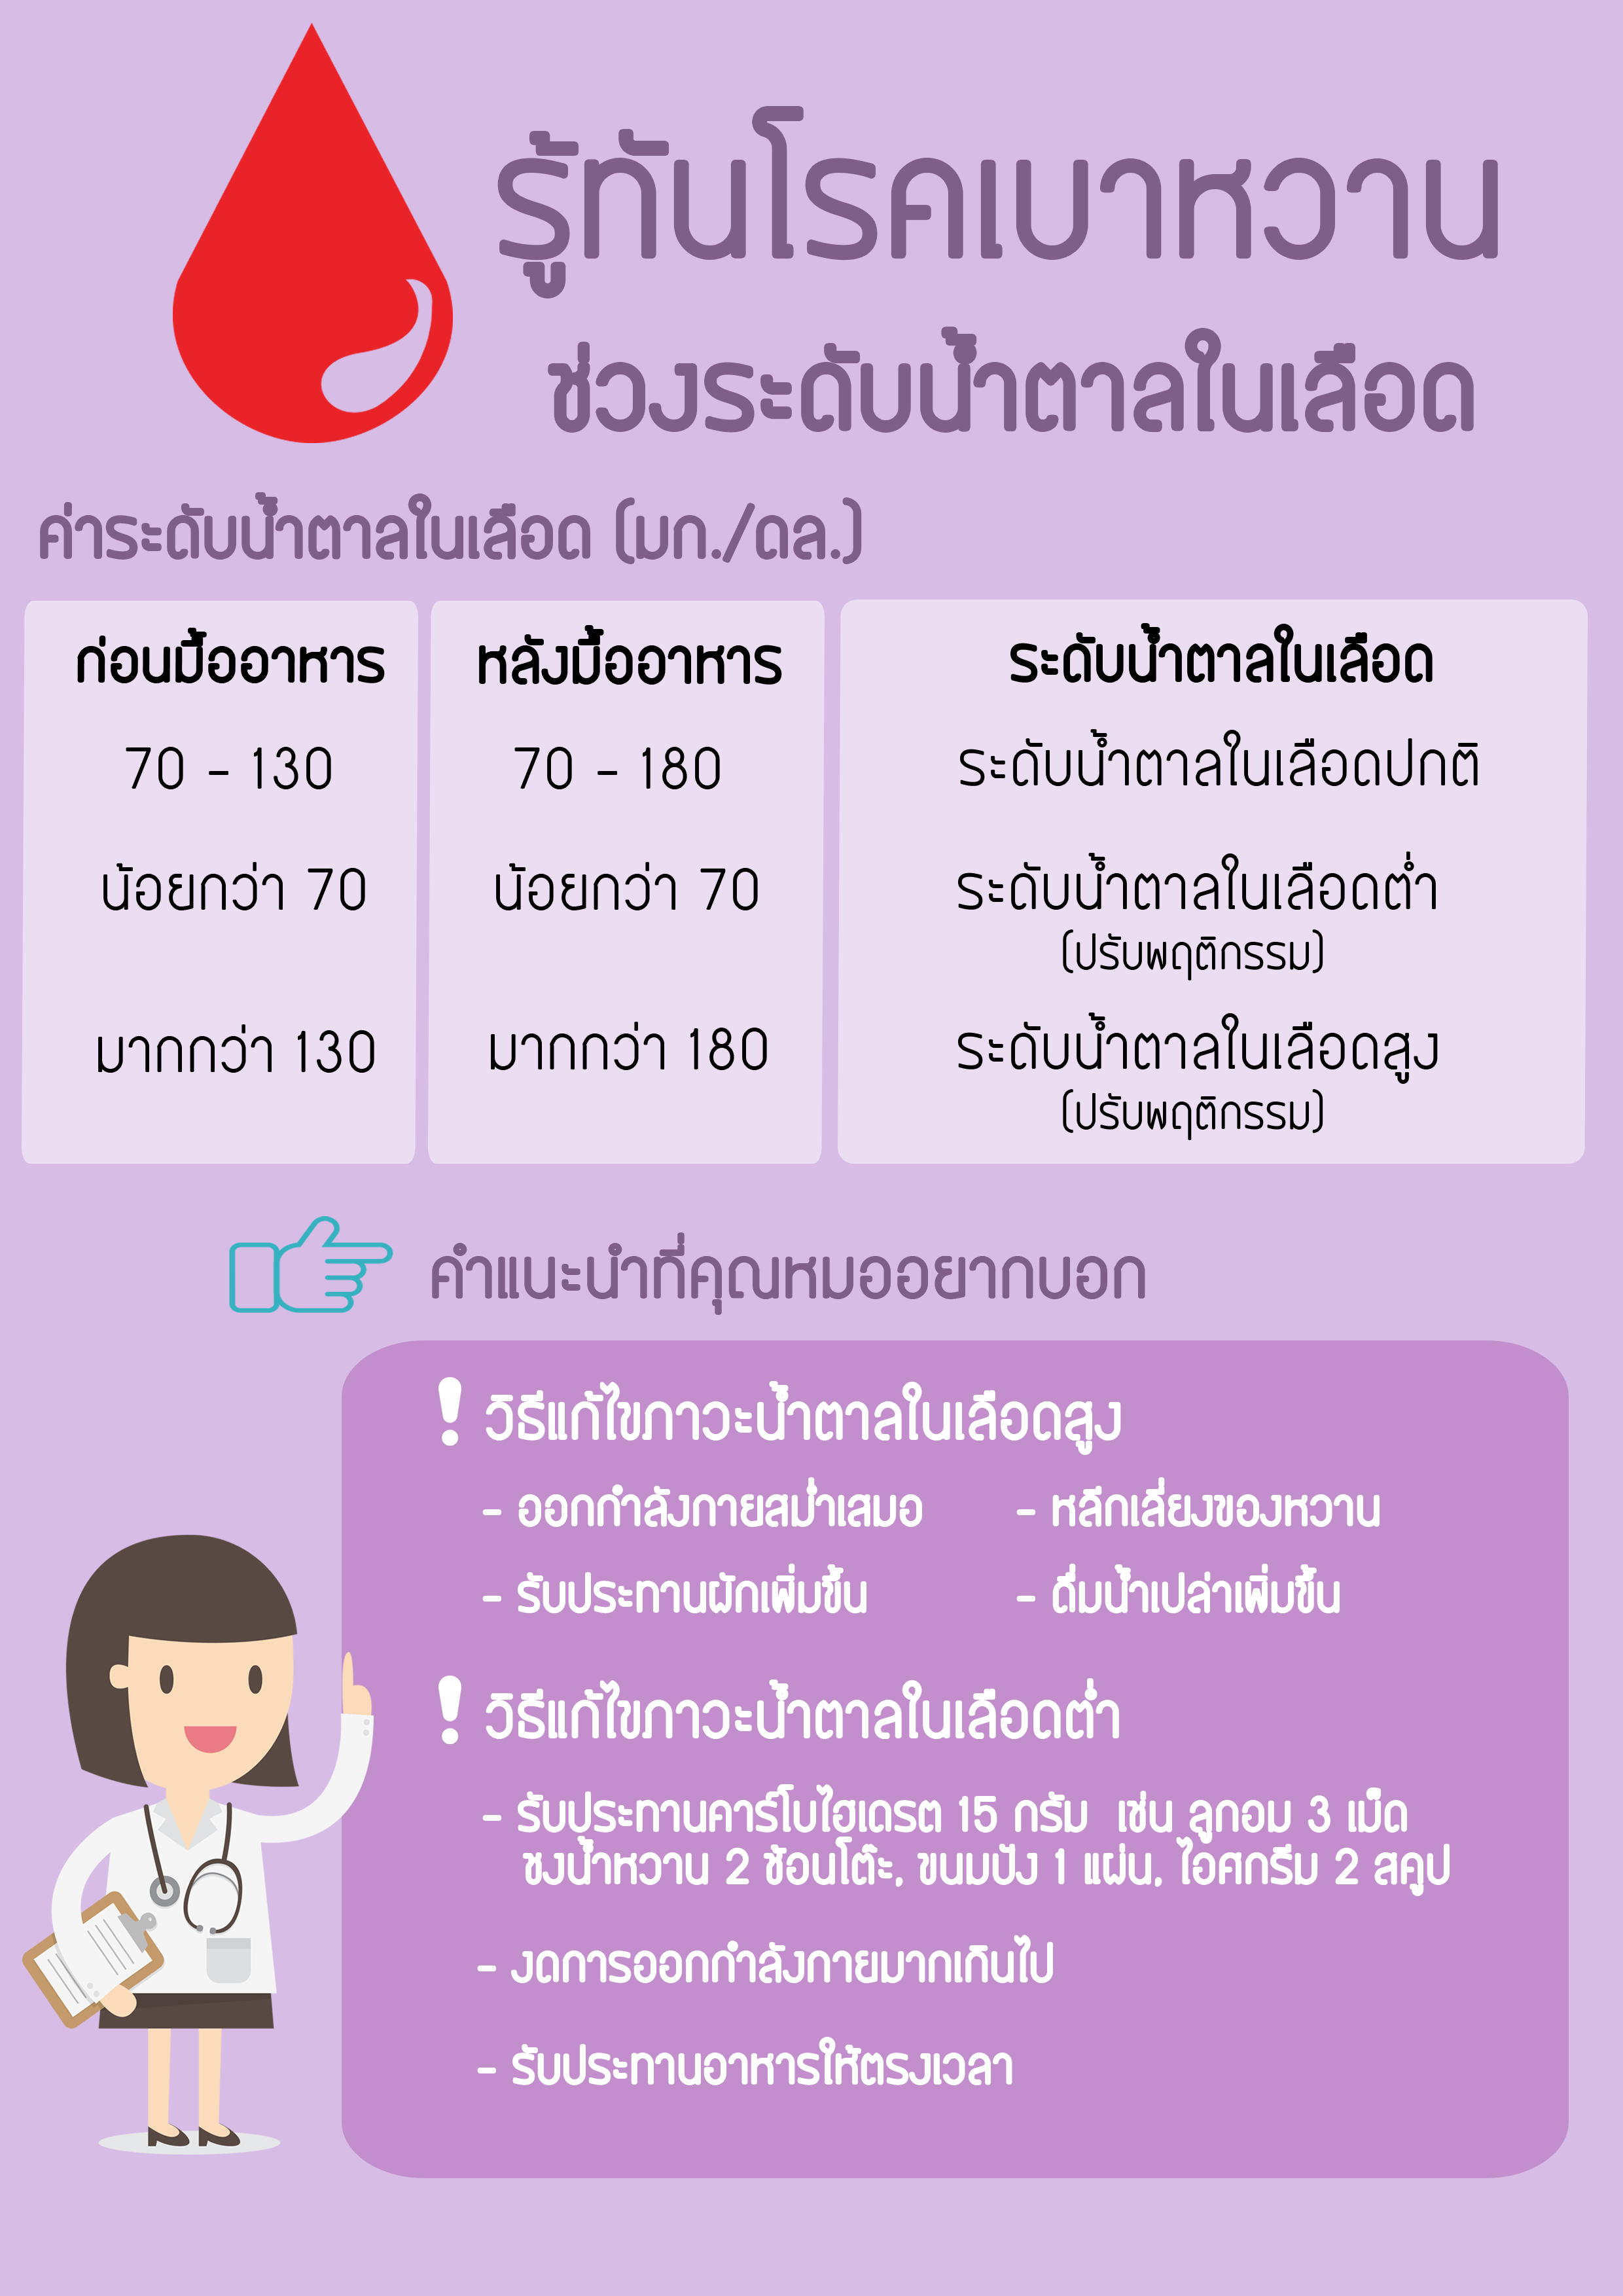 รู้ทันโรคเบาหวาน
ช่วงระดับน้ำตาลในเลือด
ค่าระดับน้ำตาลในเลือด (มก./ดล.)
ก่อนมื้ออาหาร หลังมื้ออาหาร ระดับน้ำตาลในเลือด
70 - 130 70 - 180 ระดับน้ำตาลในเลือดปกติ
น้อยกว่า 70 น้อยกว่า 70 ระดับน้ำตาลในเลือดต่ำ
(ปรับพฤติกรรม)
มากกว่า 130 มากกว่า 180 ระดับน้ำตาลในเลือดสูง
(ปรับพฤติกรรม)
คำแนะนำที่คุณหมออยากบอก
! วิธีแก้ไขภาวะน้ำตาลในเลือดสูง
- ออกกำลังกายสม่ำเสมอ - หลีกเลี่ยงของหวาน
- รับประทานผักเพิ่มขึ้น - ดื่มน้ำเปล่าเพิ่มขึ้น
! วิธีแก้ไขภาวะน้ำตาลในเลือดต่ำ
- รับประทานคาร์โบไฮเดรต 15 กรัม เช่น ลูกอม 3 เม็ด
ชงน้ำหวาน 2 ช้อนโต๊ะ, ขนมปัง 1 แผ่น, ไอศกรีม 2 สคูป
- งดการออกกำลังกายมากเกินไป
- รับประทานอาหารให้ตรงเวลา